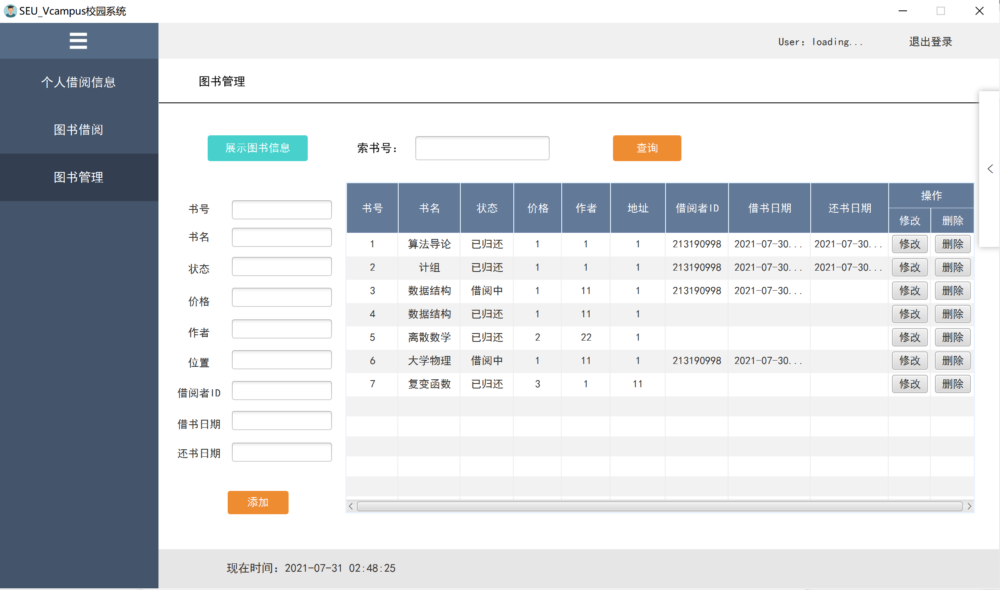 SEU_Vcampus校园系统
User：loading...
退出登录
个人借阅信息
图书借阅
图书管理
图书管理
展示图书信息
索书号：
查询
书号
书名
状态
价格
作者
位置
借阅者ID
借书日期
还书日期
添加
书号 书名 状态 价格 作者 地址 借阅者ID 借书日期 还书日期 操作
修改 删除
1 算法导论 已归还 1 1 1 213190998 2021-07-30... 2021-07-30... 修改 删除
2 计组 已归还 1 1 1 213190998 2021-07-30... 2021-07-30... 修改 删除
3 数据结构 借阅中 1 11 1 213190998 2021-07-30... 修改 删除
4 数据结构 已归还 1 11 1 修改 删除
5 离散数学 已归还 2 22 1 修改 删除
6 大学物理 借阅中 1 11 1 213190998 2021-07-30... 修改 删除
7 复变函数 已归还 3 1 11 修改 删除
现在时间：2021-07-31 02:48:25